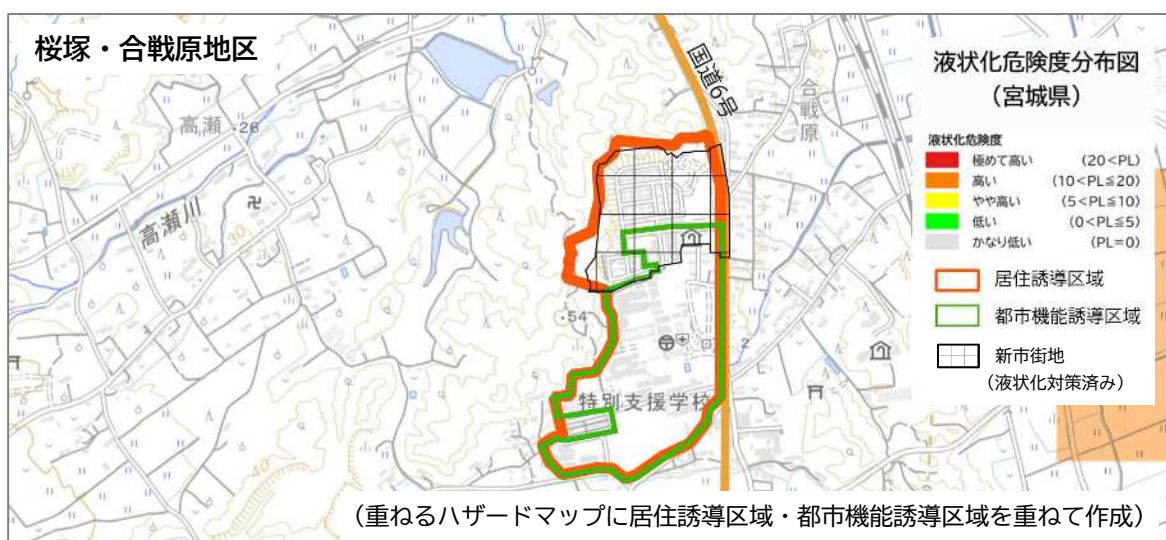 桜塚・合戦原地区
液状化危険度分布図
(宮城県)
液状化危険度
極めて高い (20<PL)
高い (10<PL≦20)
やや高い (5<PL≦10)
低い (0<PL≦5)
かなり低い (PL=0)
居住誘導区域
都市機能誘導区域
新市街地
(液状化対策済み)
国道6号
合戦原
高瀬
・26
高瀬川
30
・54
特別支援学校
40
2
(重ねるハザードマップに居住誘導区域・都市機能誘導区域を重ねて作成)